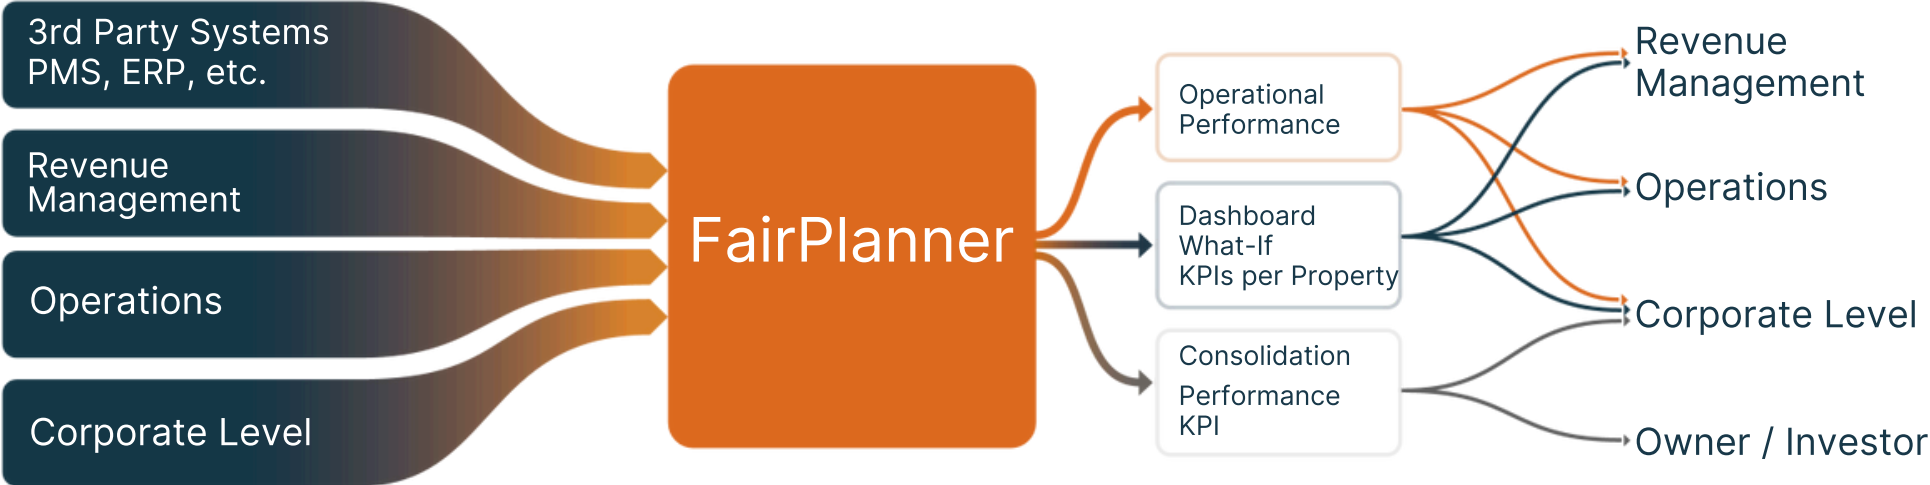 3rd Party Systems
PMS, ERP, etc.
Revenue
Management
Operations
Corporate Level
FairPlanner
Operational
Performance
Dashboard
What-If
KPIs per Property
Consolidation
Performance
KPI
Revenue
Management
Operations
Corporate Level
Owner / Investor